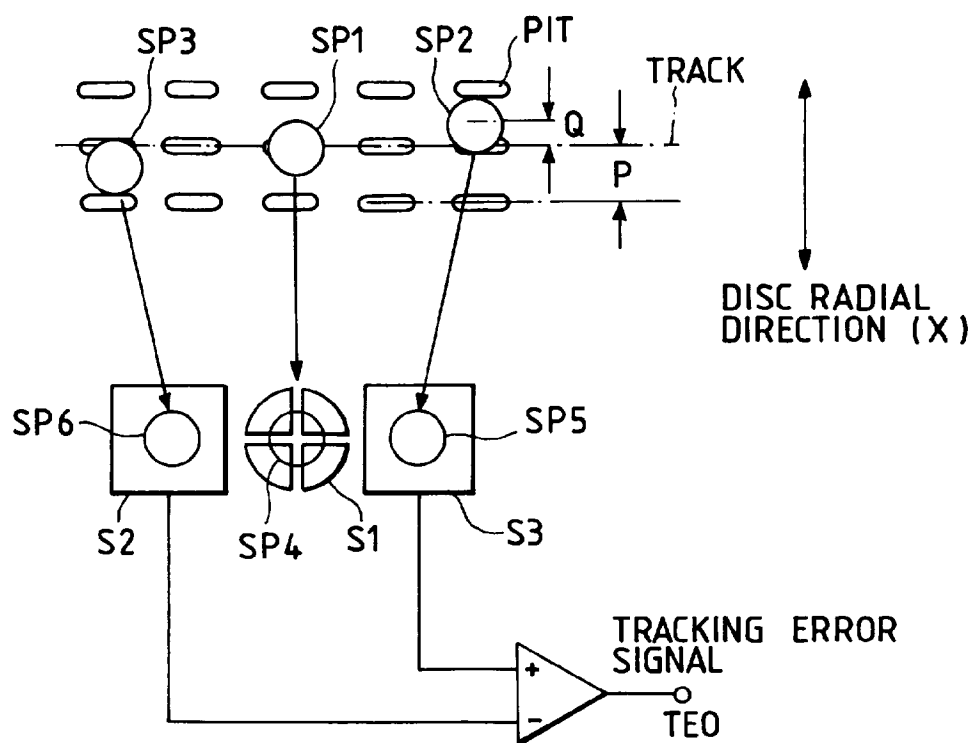 SP3
SP1
SP2
PIT
TRACK
Q
P
DISC RADIAL
DIRECTION (X)
SP6
SP5
S2
SP4
S1
S3
+
TRACKING ERROR
SIGNAL
−
TEO